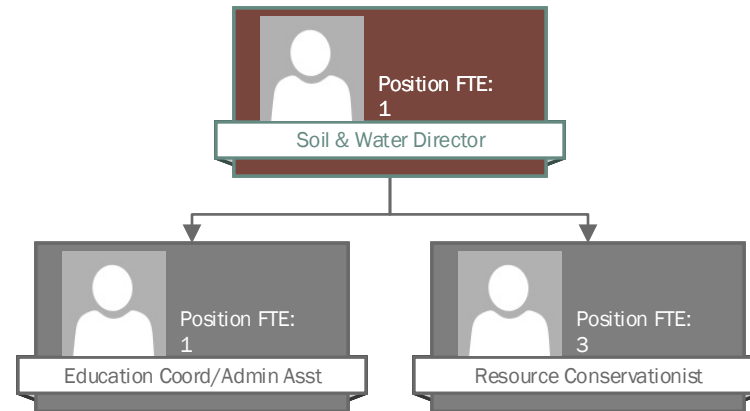 Position FTE:
1
Soil & Water Director
Position FTE:
1
Education Coord/Admin Asst
Position FTE:
3
Resource Conservationist